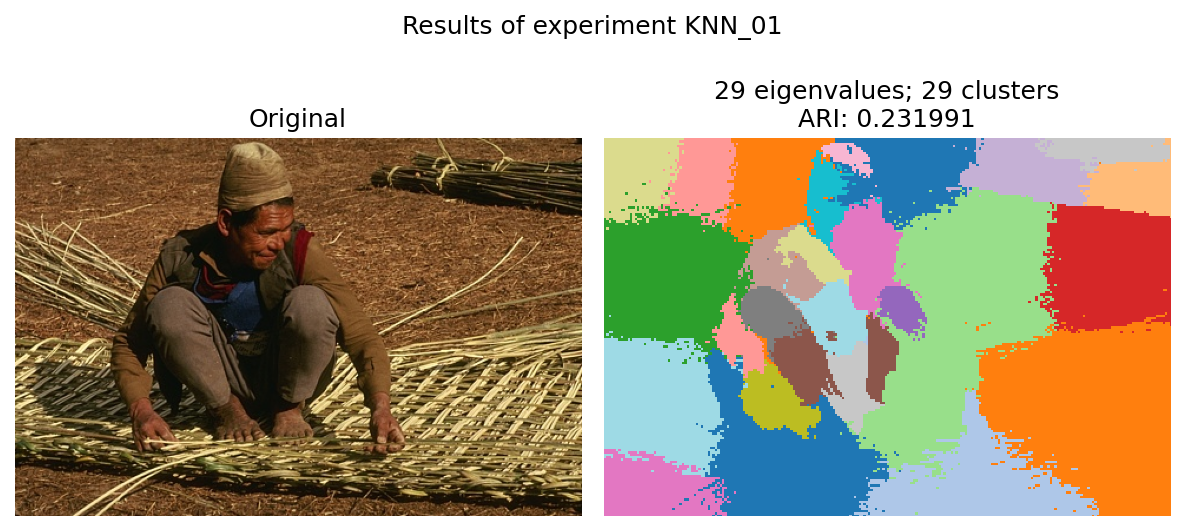 Results of experiment KNN_01
Original
29 eigenvalues; 29 clusters
ARI: 0.231991